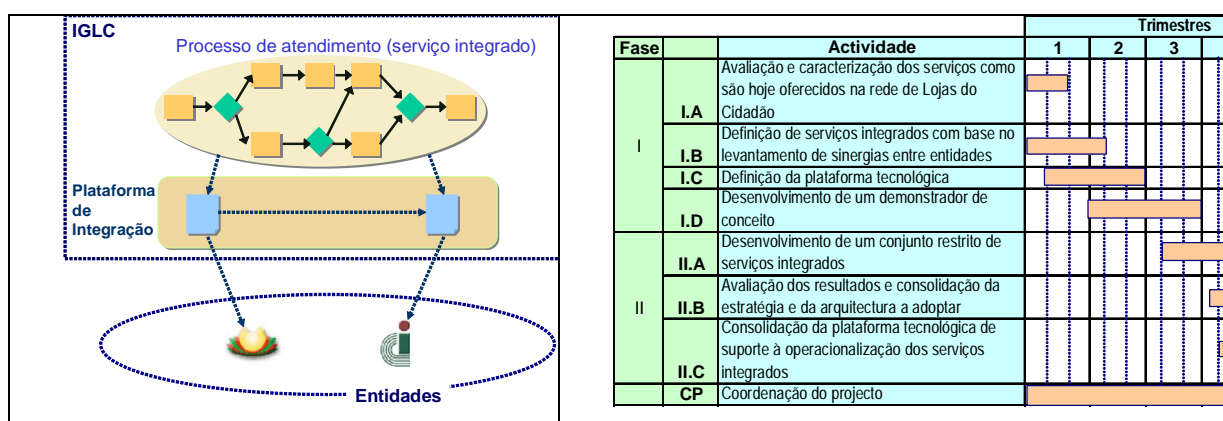 IGLC
Processo de atendimento (serviço integrado)
Plataforma
de
Integração
Entidades
Trimestres
Fase Actividade 1 2 3
I
Avaliação e caracterização dos serviços como
são hoje oferecidos na rede de Lojas do
I.A Cidadão
Definição de serviços integrados com base no
I.B levantamento de sinergias entre entidades
I.C Definição da plataforma tecnológica
Desenvolvimento de um demonstrador de
I.D conceito
II
Desenvolvimento de um conjunto restrito de
II.A serviços integrados
Avaliação dos resultados e consolidação da
II.B estratégia e da arquitectura a adoptar
Consolidação da plataforma tecnológica de
suporte à operacionalização dos serviços
II.C integrados
CP Coordenação do projecto